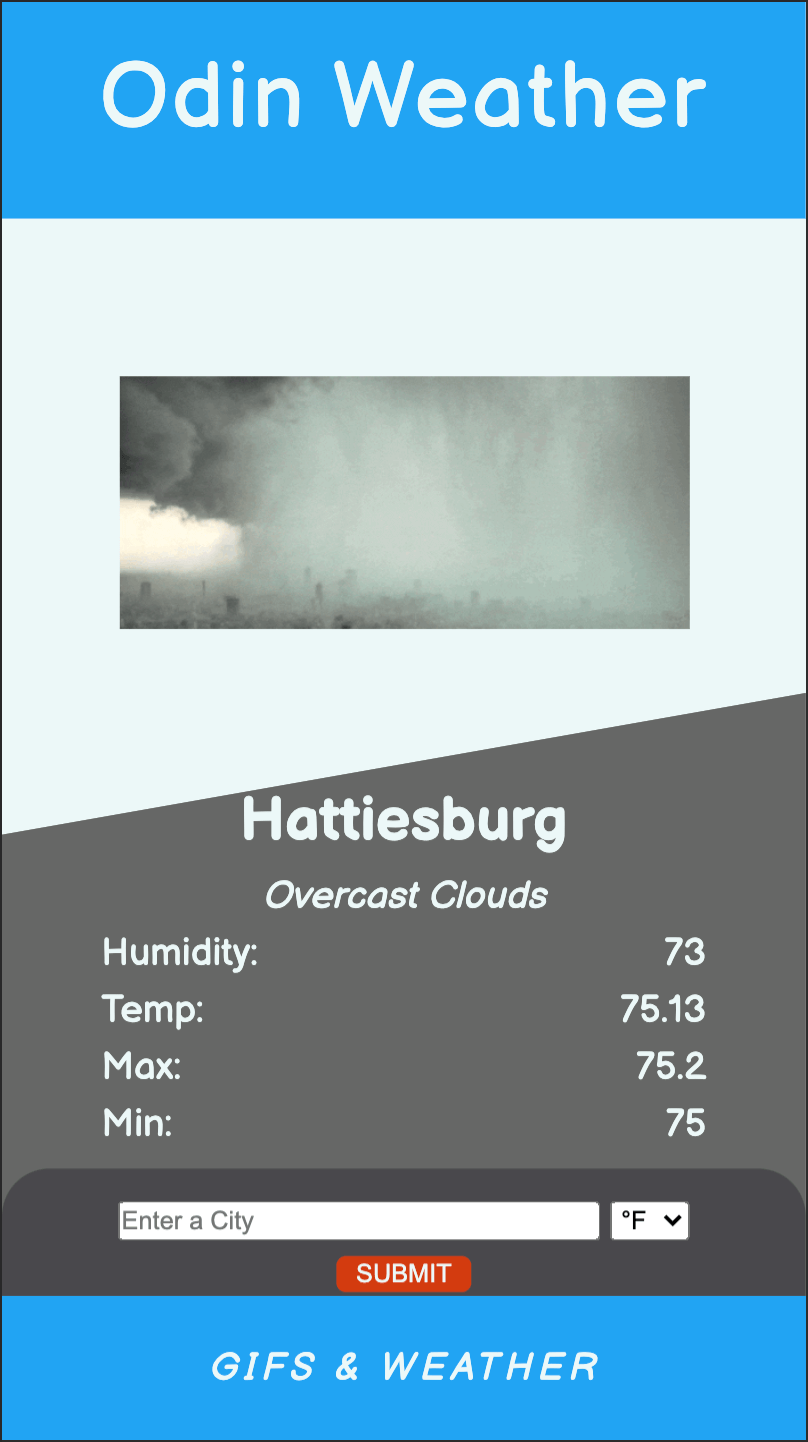 Odin Weather
Hattiesburg
Overcast Clouds
Humidity: 73
Temp: 75.13
Max: 75.2
Min: 75
Enter a City °F
SUBMIT
GIFS & WEATHER